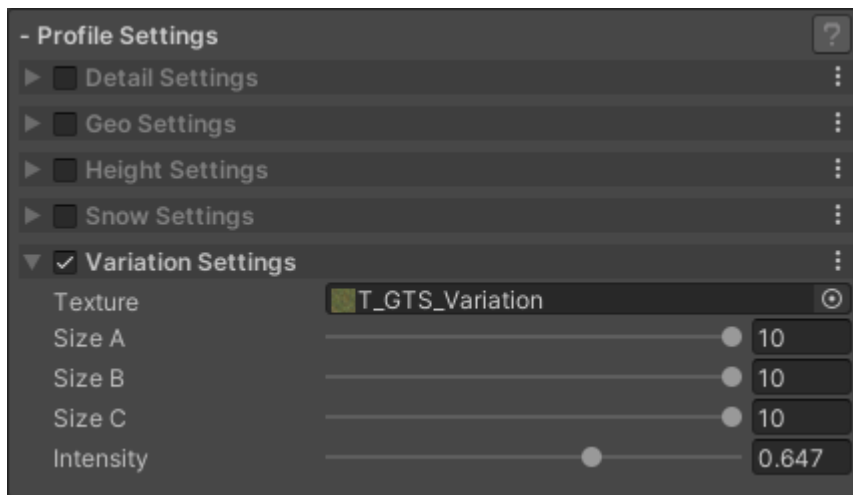 - Profile Settings ?
Detail Settings
Geo Settings
Height Settings
Snow Settings
Variation Settings
Texture T_GTS_Variation
Size A 10
Size B 10
Size C 10
Intensity 0.647